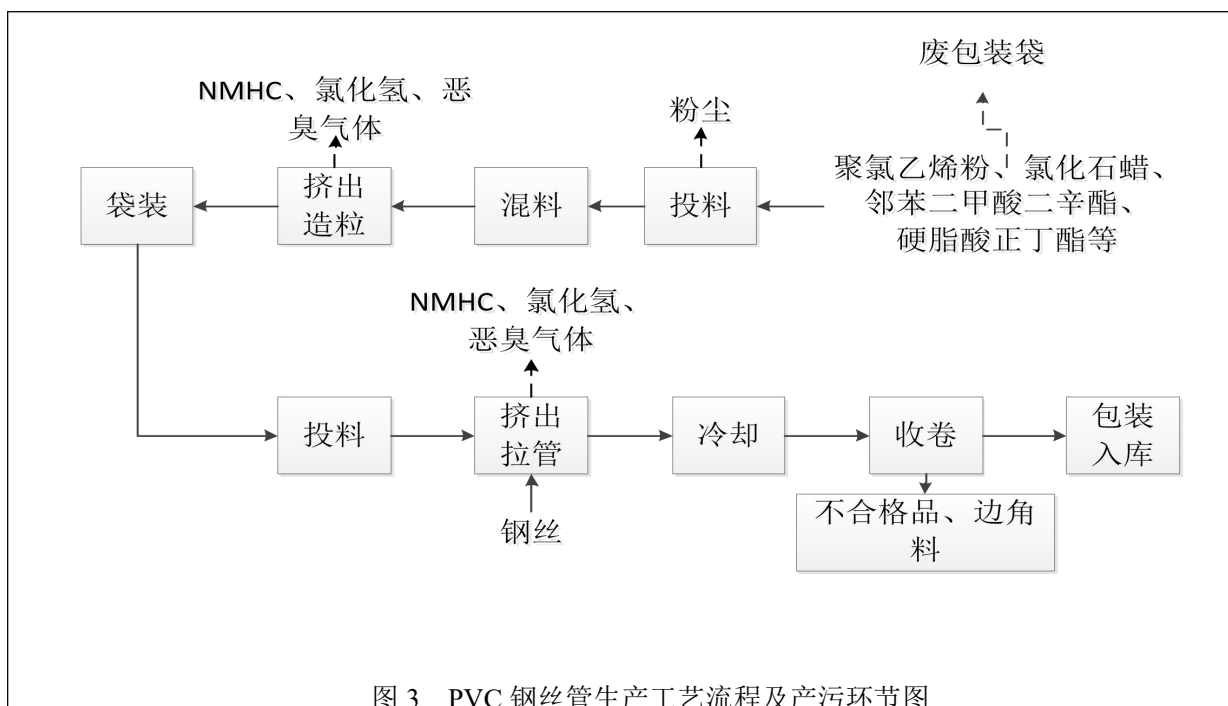 废包装袋
NMHC、氯化氢、恶
臭气体
粉尘
聚氯乙烯粉、氯化石蜡、
邻苯二甲酸二辛酯、
硬脂酸正丁酯等
投料
混料
挤出
造粒
袋装
NMHC、氯化氢、
恶臭气体
投料
挤出
拉管
冷却
收卷
包装
入库
钢丝
不合格品、边角
料
图 3 PVC 钢丝管生产工艺流程及产污环节图